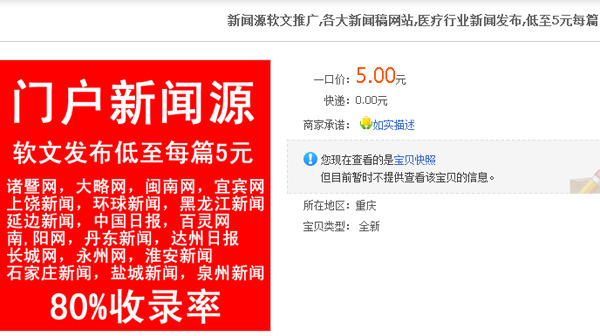 新闻源软文推广,各大新闻稿网站,医疗行业新闻发布,低至5元每篇
门户新闻源
软文发布低至每篇5元
诸暨网，大略网，闽南网，宜宾网
上饶新闻，环球新闻，黑龙江新闻
延边新闻，中国日报，百灵网
南,阳网，丹东新闻，达州日报
长城网，永州网，淮安新闻
石家庄新闻，盐城新闻，泉州新闻
80%收录率
一口价：5.00元
快递：0.00元
商家承诺：如实描述
您现在查看的是宝贝快照
但目前暂时不提供查看该宝贝的信息。
所在地区：重庆
宝贝类型：全新